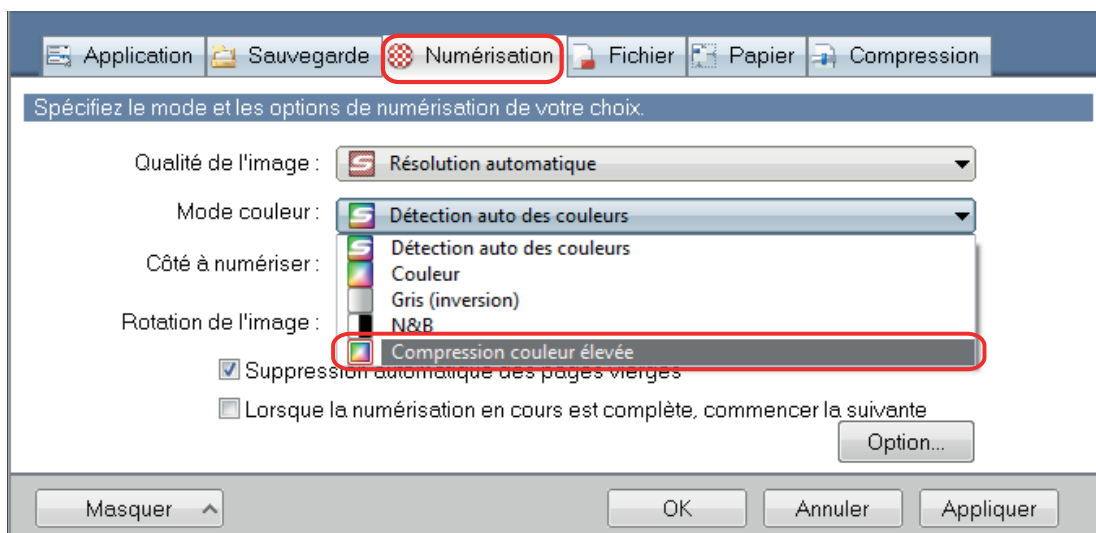 Application Sauvegarde Numérisation Fichier Papier Compression
Spécifiez le mode et les options de numérisation de votre choix.
Qualité de l'image : Résolution automatique
Mode couleur : Détection auto des couleurs
Détection auto des couleurs
Côté à numériser :
Couleur
Gris (inversion)
Rotation de l'image :
N&B
Compression couleur élevée
Suppression automatique des pages vierges
Lorsque la numérisation en cours est complète, commencer la suivante
Option...
Masquer OK Annuler Appliquer